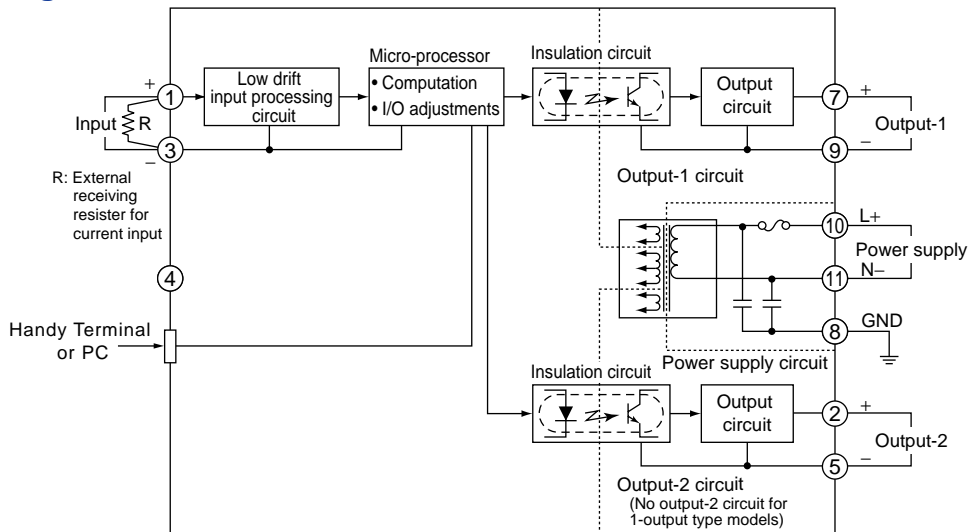 Micro-processor
Insulation circuit
Low drift
input processing
circuit
• Computation
• I/O adjustments
Output
circuit
+
1
Input
R
3
−
7
+
Output-1
9
−
R: External
receiving
resister for
current input
Output-1 circuit
10
L+
Power supply
11
N−
4
8
GND
Handy Terminal
or PC
Power supply circuit
Insulation circuit
Output
circuit
2
+
Output-2
5
−
Output-2 circuit
(No output-2 circuit for
1-output type models)